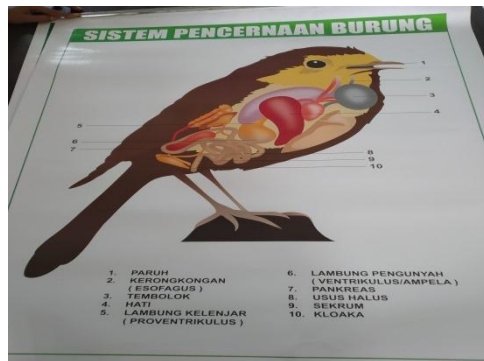 SISTEM PENCERNAAN BURUNG
1
2
3
4
5
6
7
8
9
10
1. PARUH
2. KERONGKONGAN
( ESOFAGUS )
3. TEMBOLOK
4. HATI
5. LAMBUNG KELENJAR
( PROVENTRIKULUS )
6. LAMBUNG PENGUNYAH
( VENTRIKULUS/AMPELA )
7. PANKREAS
8. USUS HALUS
9. SEKRUM
10. KLOAKA